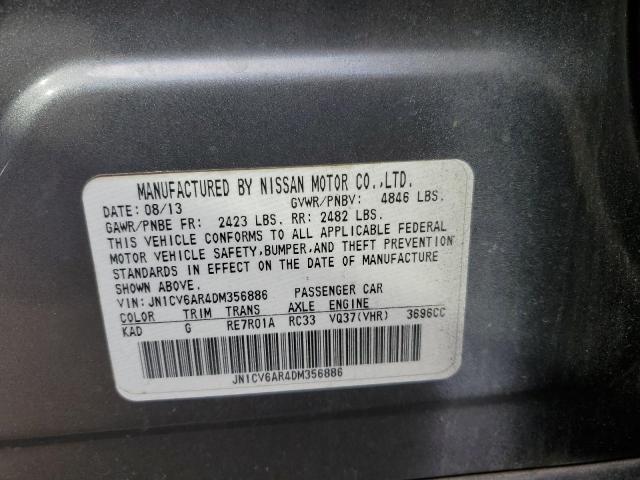 MANUFACTURED BY NISSAN MOTOR CO.,LTD.
DATE: 08/13 GVWR/PNBV: 4846 LBS.
GAWR/PNBE FR: 2423 LBS. RR: 2482 LBS.
THIS VEHICLE CONFORMS TO ALL APPLICABLE FEDERAL
MOTOR VEHICLE SAFETY, BUMPER, AND THEFT PREVENTION
STANDARDS IN EFFECT ON THE DATE OF MANUFACTURE
SHOWN ABOVE.
VIN: JN1CV6AR4DM356886 PASSENGER CAR
COLOR TRIM TRANS AXLE ENGINE
KAD G RE7R01A RC33 VQ37(VHR) 3696CC
JN1CV6AR4DM356886